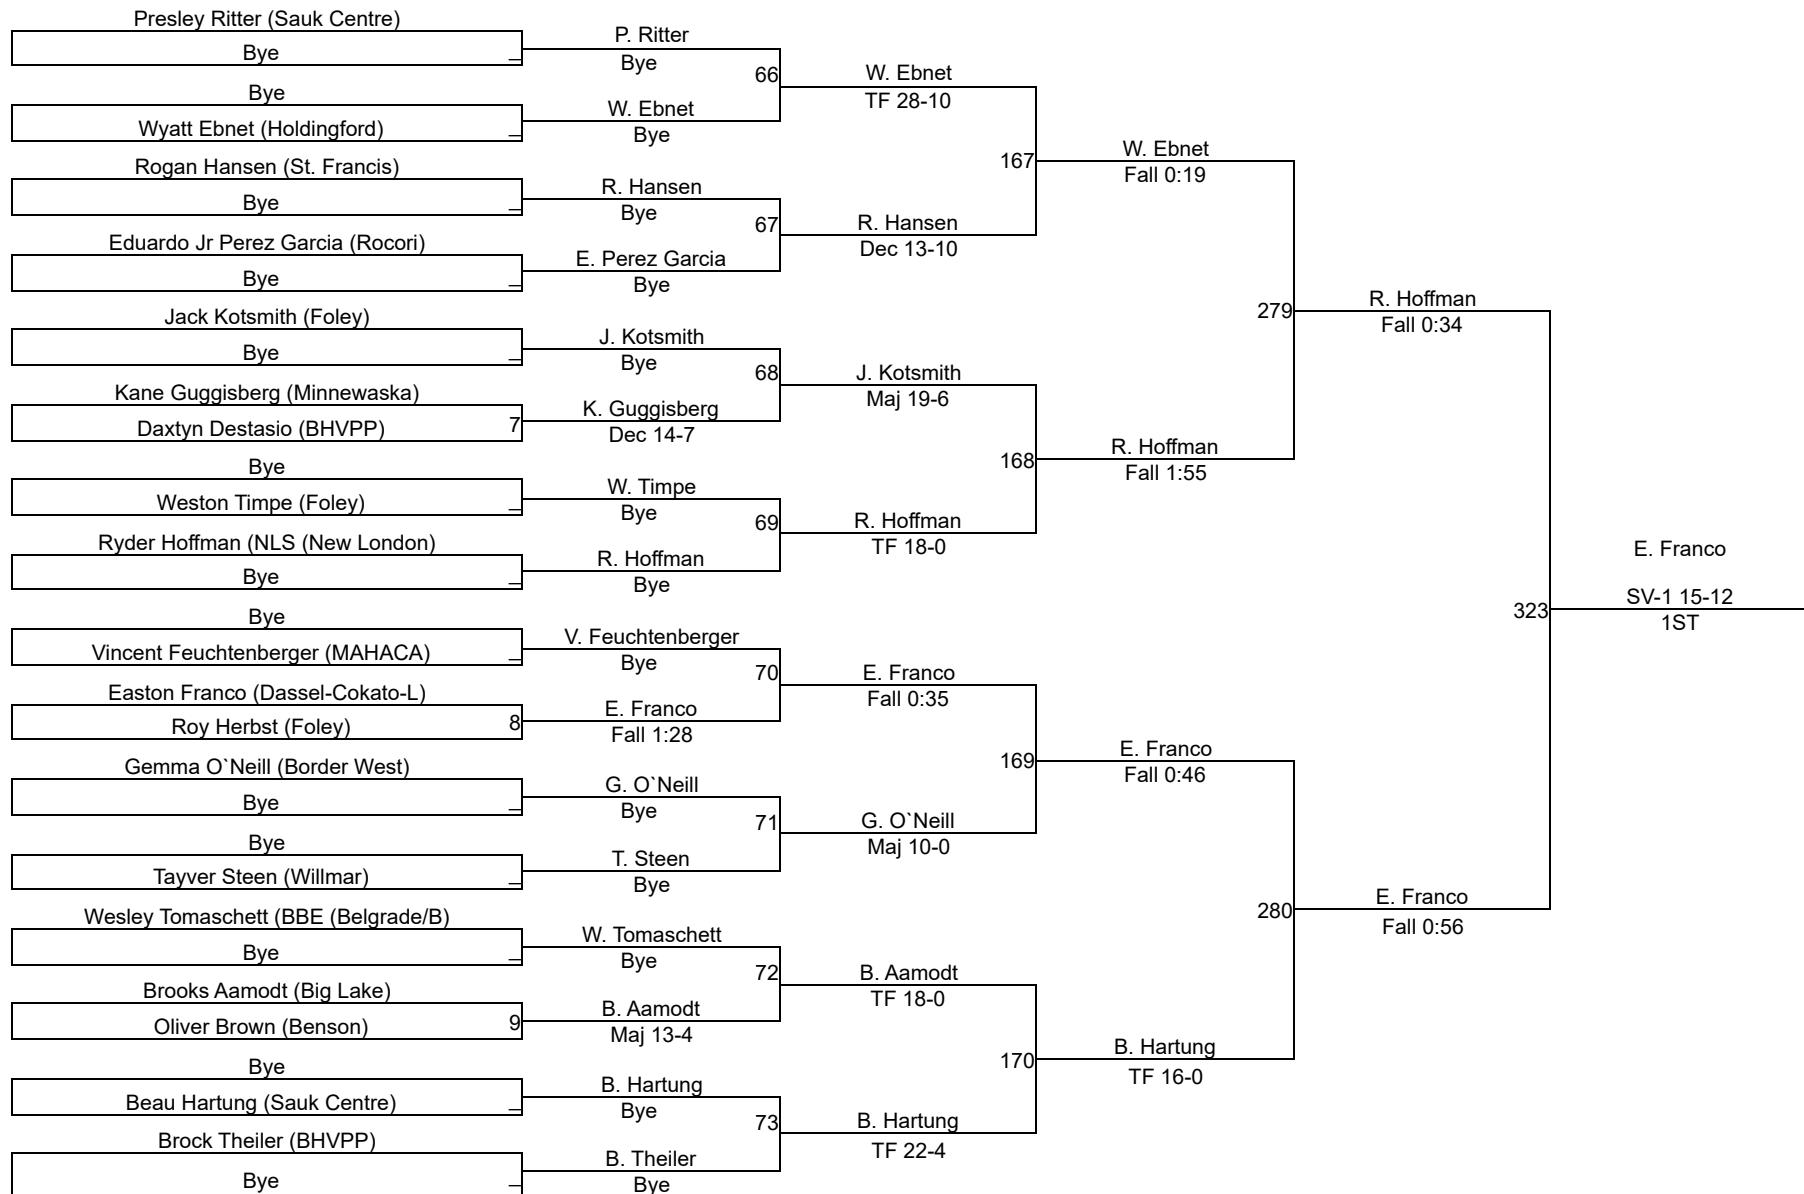 Presley Ritter (Sauk Centre)
Bye
Bye
Wyatt Ebnet (Holdingford)
Rogan Hansen (St. Francis)
Bye
Eduardo Jr Perez Garcia (Rocori)
Bye
Jack Kotsmith (Foley)
Bye
Kane Guggisberg (Minnewaska)
Daxtyn Destasio (BHVPP) 7
Bye
Weston Timpe (Foley)
Ryder Hoffman (NLS (New London)
Bye
Bye
Vincent Feuchtenberger (MAHACA)
Easton Franco (Dassel-Cokato-L)
Roy Herbst (Foley) 8
Gemma O`Neill (Border West)
Bye
Bye
Tayver Steen (Willmar)
Wesley Tomaschett (BBE (Belgrade/B)
Bye
Brooks Aamodt (Big Lake)
Oliver Brown (Benson) 9
Bye
Beau Hartung (Sauk Centre)
Brock Theiler (BHVPP)
Bye
P. Ritter
Bye
66
W. Ebnet
Bye
R. Hansen
Bye
67
E. Perez Garcia
Bye
J. Kotsmith
Bye
68
K. Guggisberg
Dec 14-7
W. Timpe
Bye
69
R. Hoffman
Bye
V. Feuchtenberger
Bye
70
E. Franco
Fall 1:28
G. O`Neill
Bye
71
T. Steen
Bye
W. Tomaschett
Bye
72
B. Aamodt
Maj 13-4
B. Hartung
Bye
73
B. Theiler
Bye
W. Ebnet
TF 28-10
167
R. Hansen
Dec 13-10
J. Kotsmith
Maj 19-6
168
R. Hoffman
TF 18-0
E. Franco
Fall 0:35
169
G. O`Neill
Maj 10-0
B. Aamodt
TF 18-0
170
B. Hartung
TF 22-4
W. Ebnet
Fall 0:19
279
R. Hoffman
Fall 1:55
E. Franco
Fall 0:46
280
B. Hartung
TF 16-0
R. Hoffman
Fall 0:34
323
E. Franco
Fall 0:56
E. Franco
SV-1 15-12
1ST